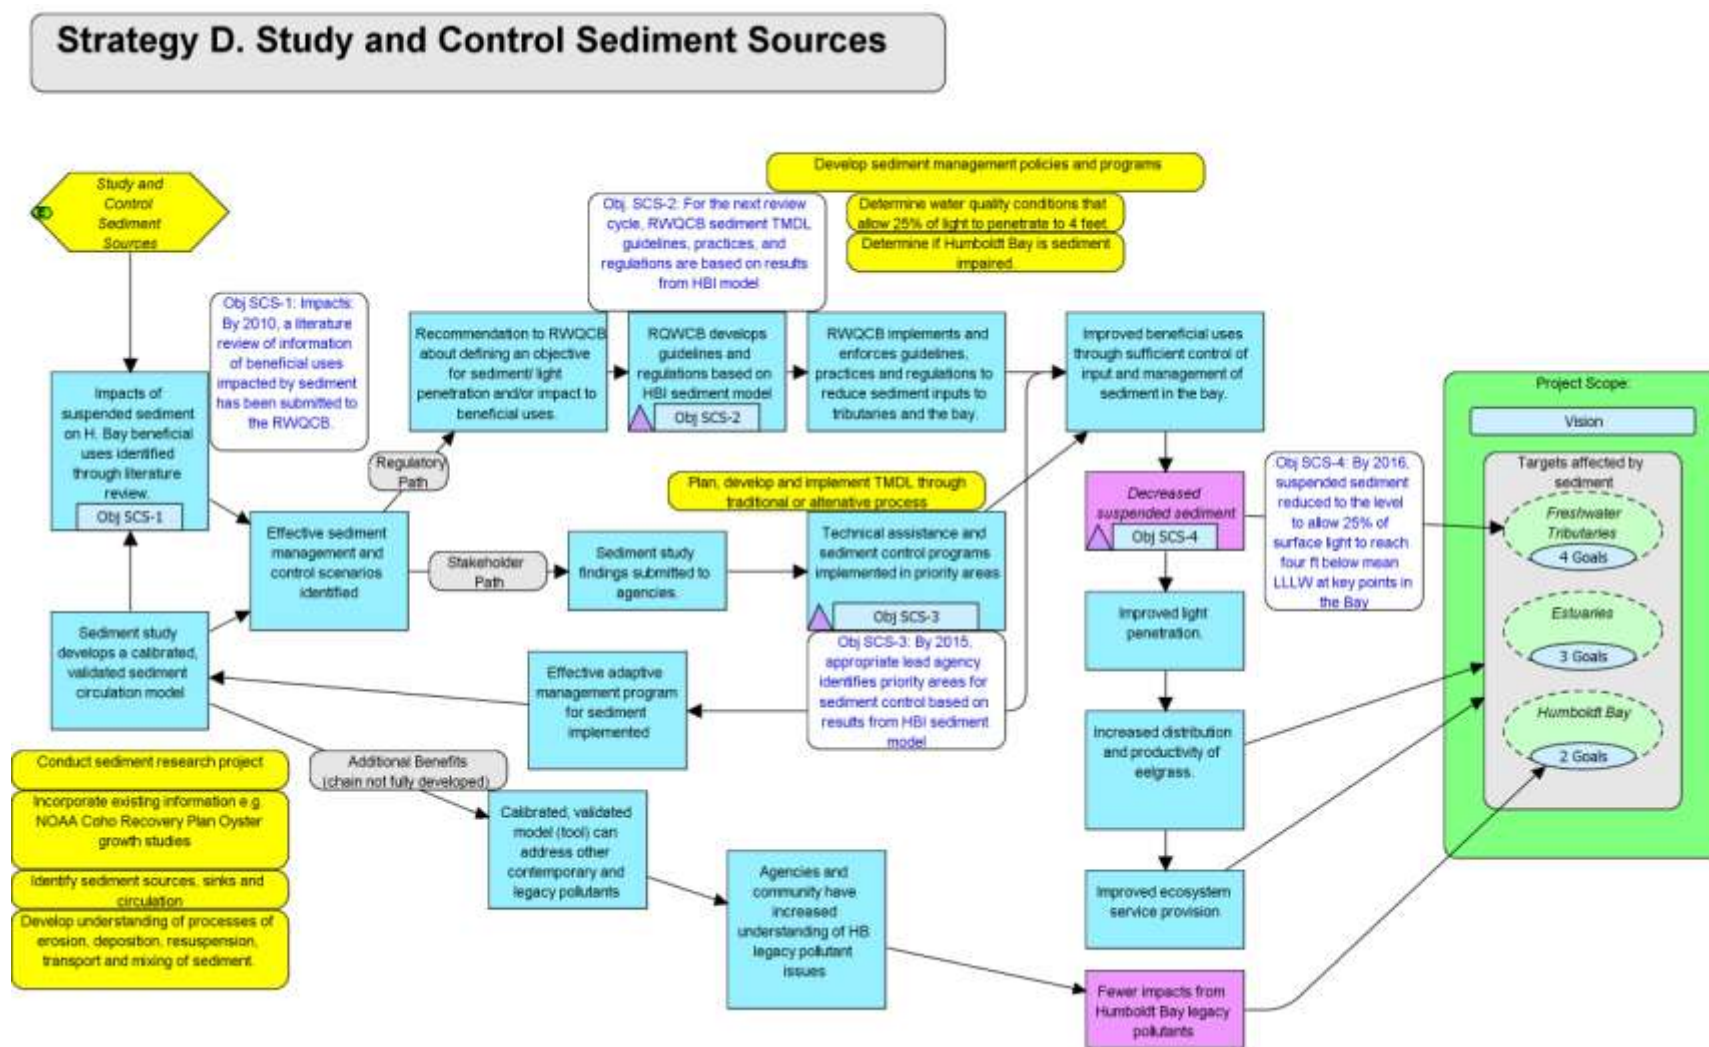 Strategy D. Study and Control Sediment Sources
Study and
Control
Sediment
Sources
Develop sediment management policies and programs
Determine water quality conditions that
allow 25% of light to penetrate to 4 feet.
Determine if Humboldt Bay is sediment
impaired.
Obj. SCS-2: For the next review
cycle, RWQCB sediment TMDL
guidelines, practices, and
regulations are based on results
from HBI model
Obj SCS-1: Impacts:
By 2010, a literature
review of information
of beneficial uses
impacted by sediment
has been submitted to
the RWQCB.
Impacts of
suspended sediment
on H. Bay beneficial
uses identified
through literature
review.
Obj SCS-1
Recommendation to RWQCB
about defining an objective
for sediment/ light
penetration and/or impact to
beneficial uses.
RQWCB develops
guidelines and
regulations based on
HBI sediment model
Obj SCS-2
RWQCB implements and
enforces guidelines,
practices and regulations to
reduce sediment inputs to
tributaries and the bay.
Improved beneficial uses
through sufficient control of
input and management of
sediment in the bay.
Project Scope:
Vision
Targets affected by
sediment
Freshwater
Tributaries
4 Goals
Estuaries
3 Goals
Humboldt Bay
2 Goals
Regulatory
Path
Plan, develop and implement TMDL through
traditional or altenative process
Decreased
suspended sediment
Obj SCS-4
Obj SCS-4: By 2016,
suspended sediment
reduced to the level
to allow 25% of
surface light to reach
four ft below mean
LLLW at key points in
the Bay
Effective sediment
management and
control scenarios
identified
Stakeholder
Path
Sediment study
findings submitted to
agencies.
Technical assistance and
sediment control programs
implemented in priority areas
Obj SCS-3
Obj SCS-3: By 2015,
appropriate lead agency
identifies priority areas for
sediment control based on
results from HBI sediment
model
Improved light
penetration.
Sediment study
develops a calibrated,
validated sediment
circulation model
Effective adaptive
management program
for sediment
implemented
Increased distribution
and productivity of
eelgrass.
Conduct sediment research project
Incorporate existing information e.g.
NOAA Coho Recovery Plan Oyster
growth studies
Identify sediment sources, sinks and
circulation
Develop understanding of processes of
erosion, deposition, resuspension,
transport and mixing of sediment.
Additional Benefits
(chain not fully developed)
Calibrated, validated
model (tool) can
address other
contemporary and
legacy pollutants
Agencies and
community have
increased
understanding of HB
legacy pollutant
issues
Improved ecosystem
service provision
Fewer impacts from
Humboldt Bay legacy
pollutants